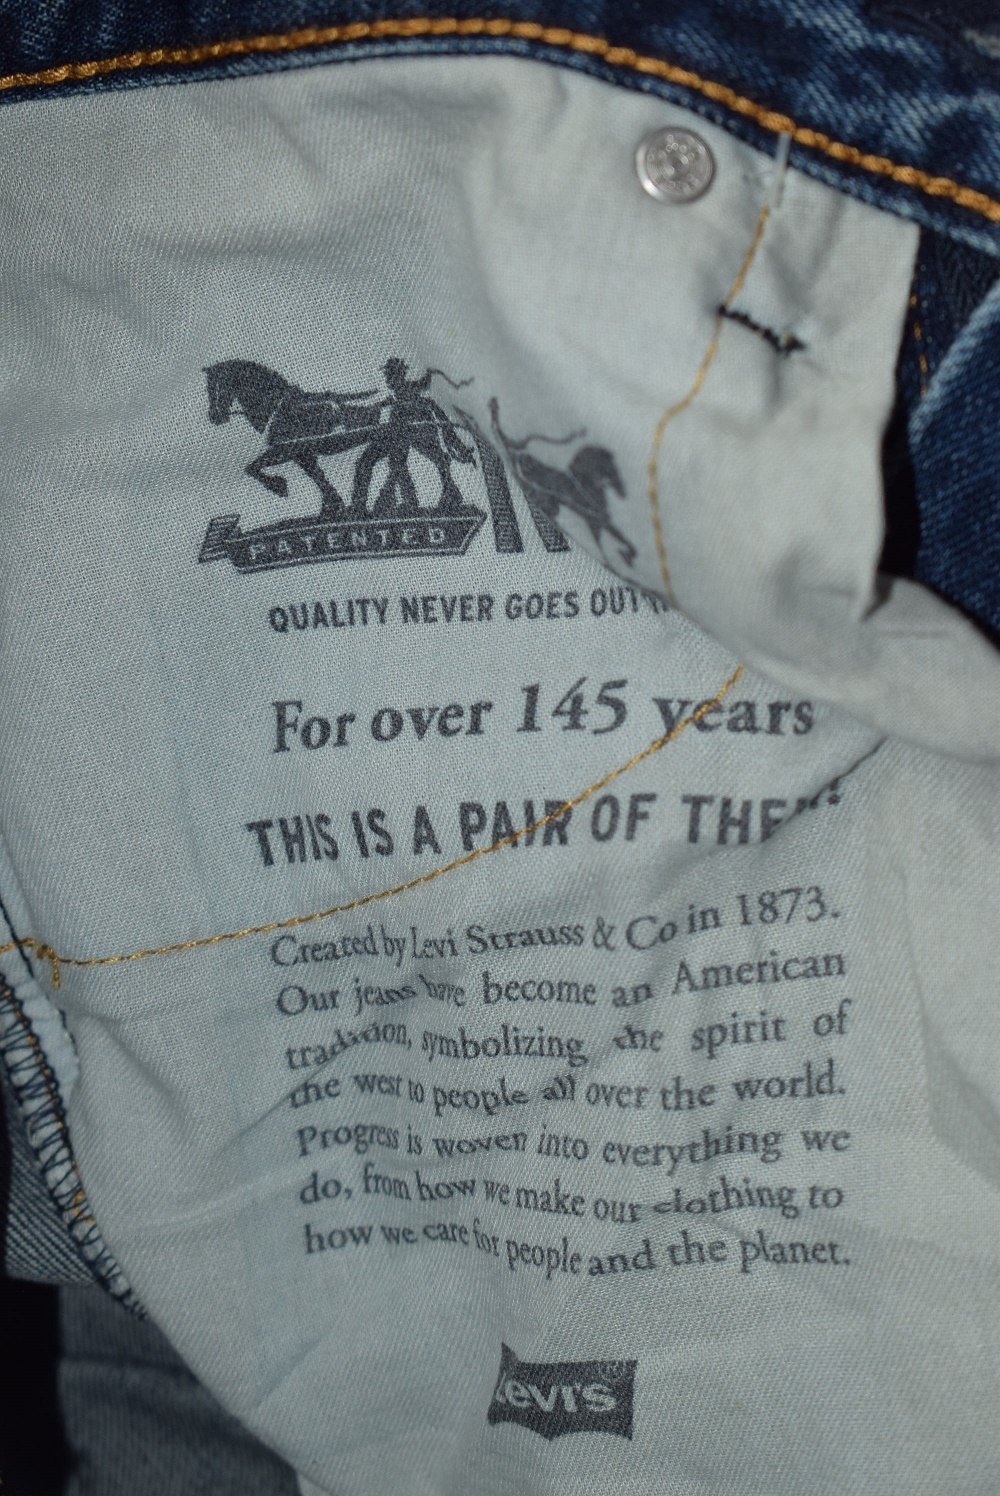 PATENTED
QUALITY NEVER GOES OUT
For over 145 years
THIS IS A PAIR OF
Created by Levi Strauss & Co in 1873.
Our jeans have become an American
tradition, symbolizing the spirit of
the west to people all over the world.
Progress is woven into everything we
do, from how we make our clothing to
how we care for people and the planet.
Levi's